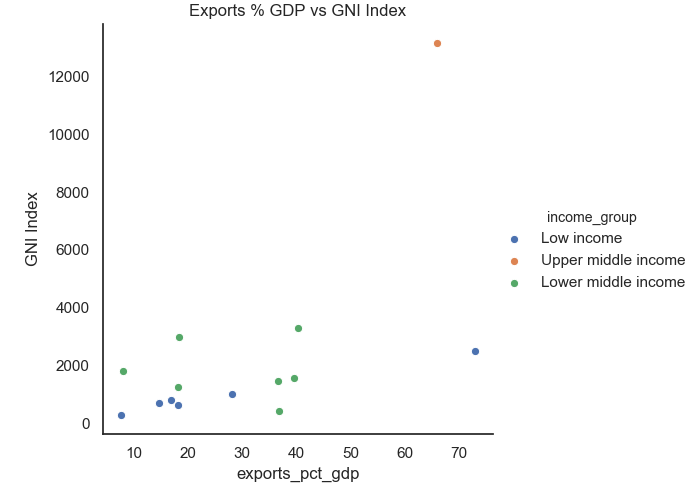 Exports % GDP vs GNI Index
12000
10000
8000
6000
4000
2000
0
GNI Index
10 20 30 40 50 60 70
exports_pct_gdp
income_group
Low income
Upper middle income
Lower middle income